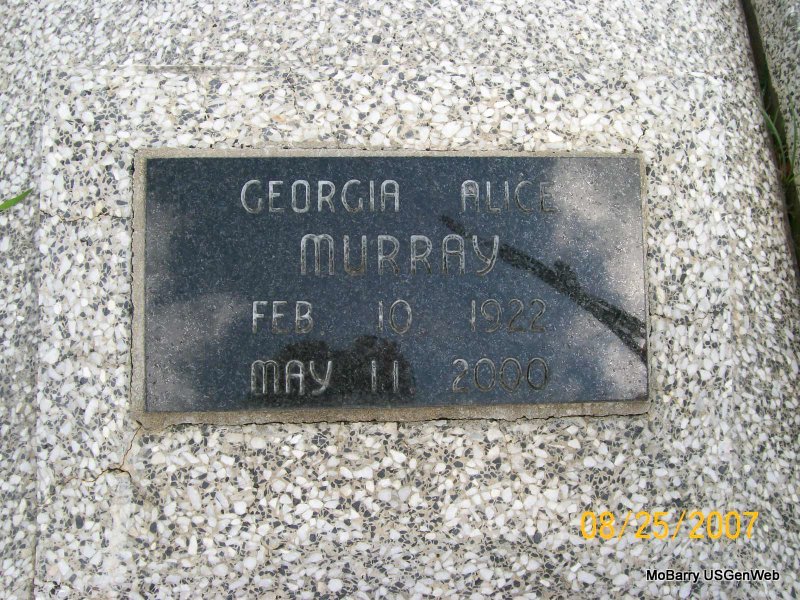 GEORGIA ALICE
MURRAY
FEB. 10. 1922
MAY 11. 2000
08/25/2007
MoBarry USGenWeb